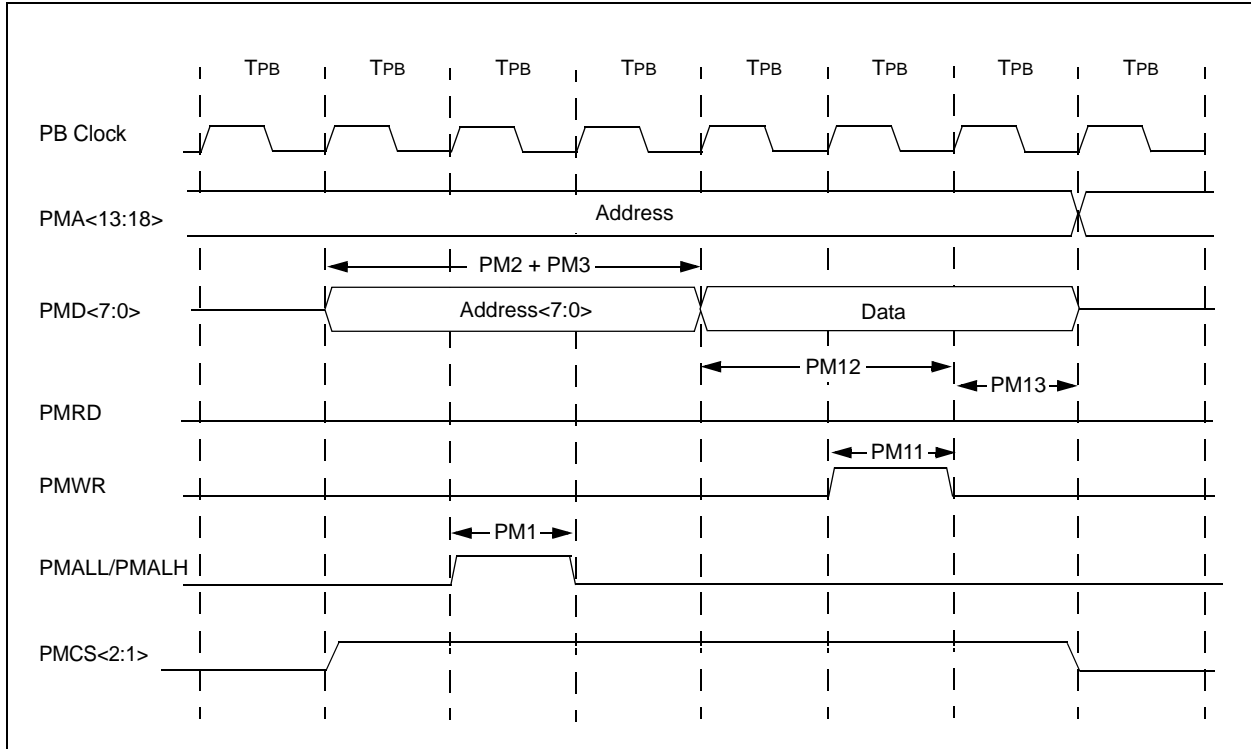 TPB TPB TPB TPB TPB TPB TPB TPB
PB Clock
PMA<13:18>
Address
PM2 + PM3
PMD<7:0>
Address<7:0>
Data
PM12
PM13
PMRD
PM11
PMWR
PM1
PMALL/PMALH
PMCS<2:1>